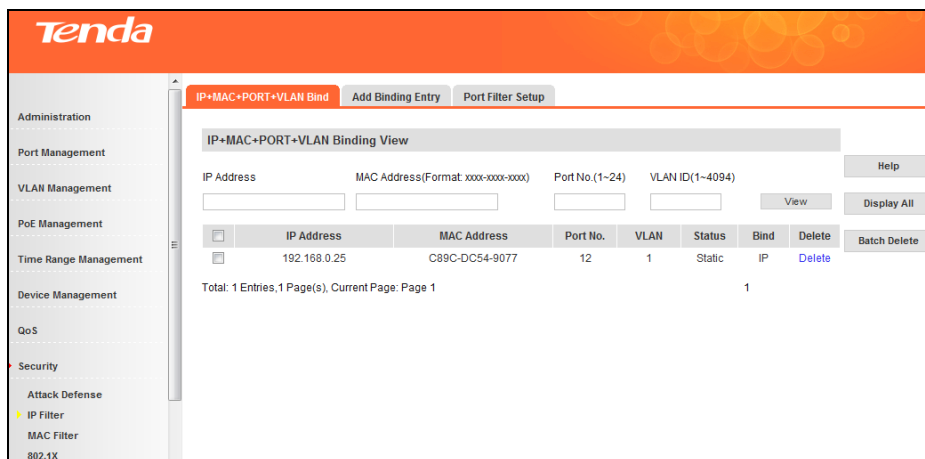 Tenda
Administration
Port Management
VLAN Management
PoE Management
Time Range Management
Device Management
QoS
Security
Attack Defense
IP Filter
MAC Filter
802.1X
IP+MAC+PORT+VLAN Bind Add Binding Entry Port Filter Setup
IP+MAC+PORT+VLAN Binding View
IP Address MAC Address(Format: xxxx-xxxx-xxxx) Port No.(1~24) VLAN ID(1~4094)
View
IP Address MAC Address Port No. VLAN Status Bind Delete
192.168.0.25 C89C-DC54-9077 12 1 Static IP Delete
Total: 1 Entries,1 Page(s), Current Page: Page 1 1
Help
Display All
Batch Delete